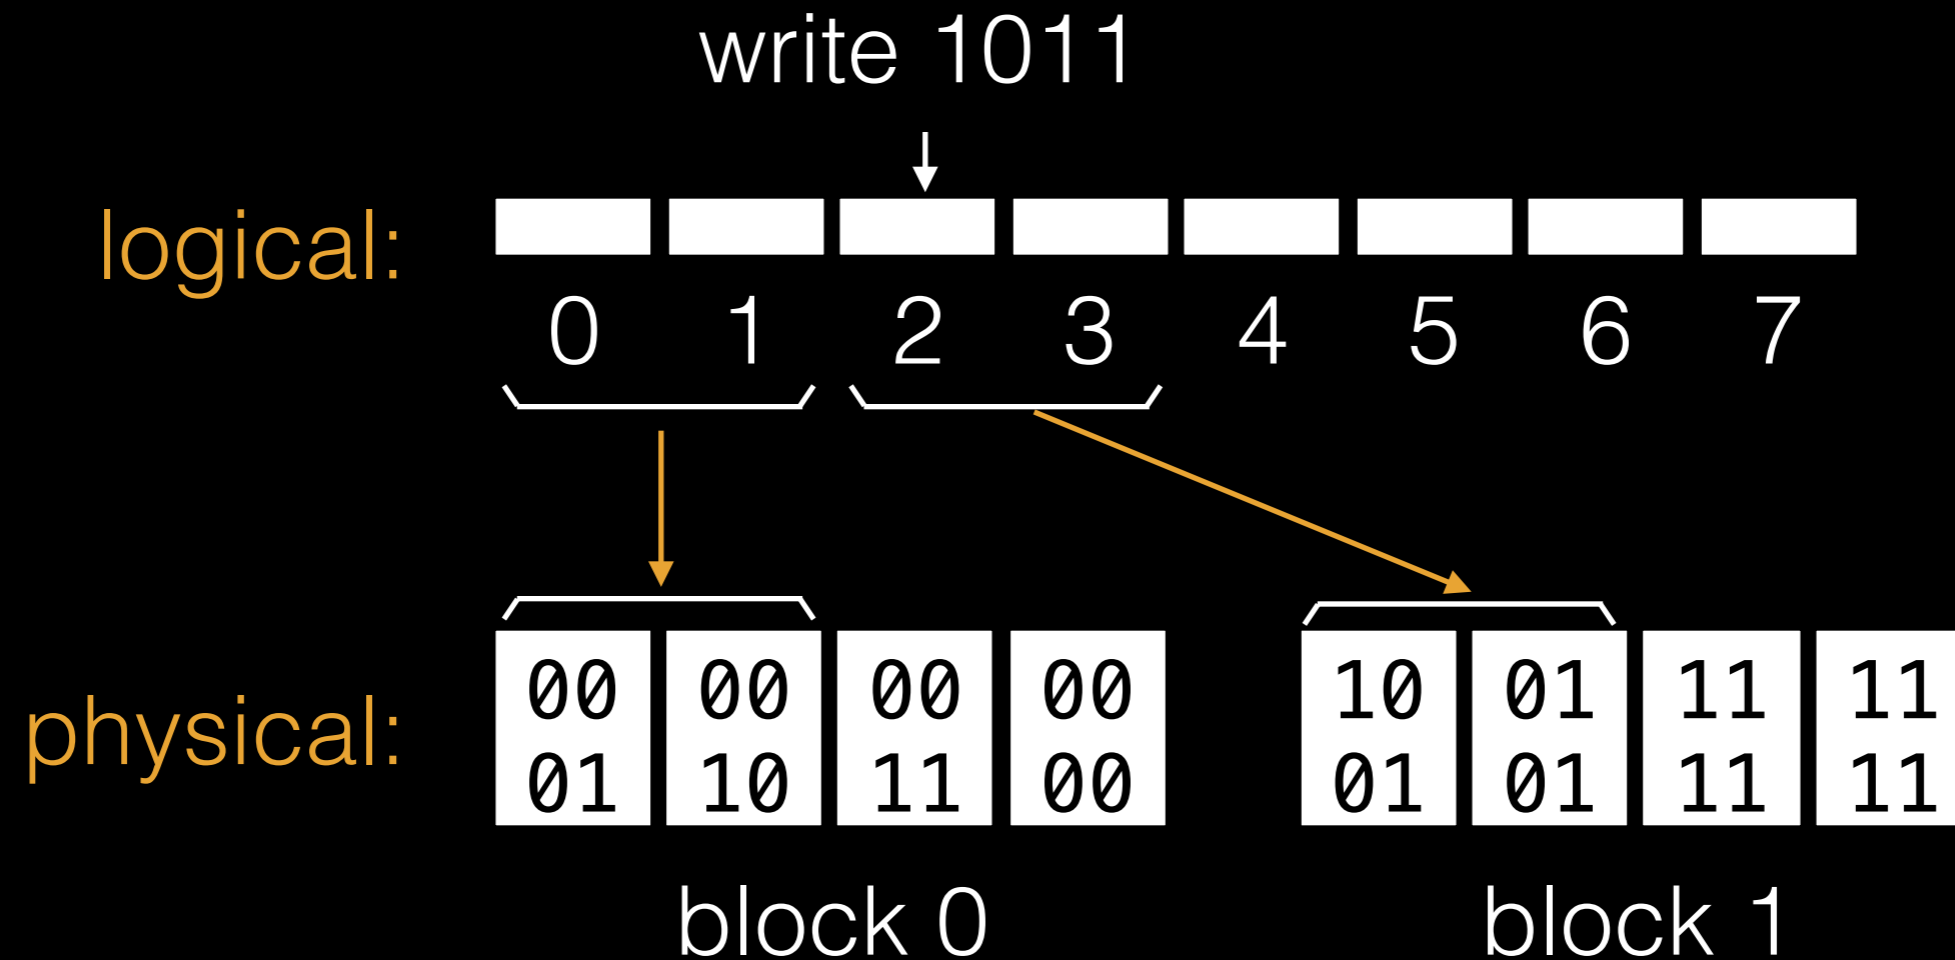 write 1011
logical:
0 1 2 3 4 5 6 7
physical:
00 00 00 00 10 01 11 11
01 10 11 00 01 01 11 11
block 0 block 1